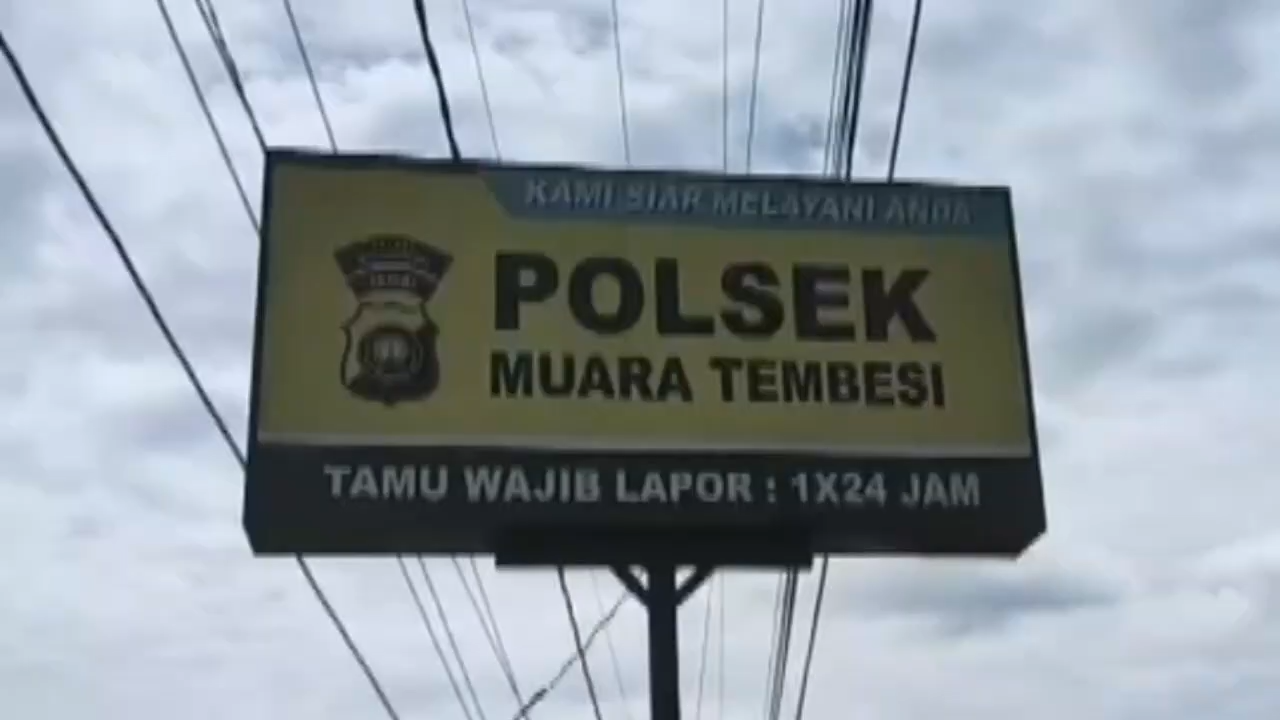 KAMI SIAP MELAYANI ANDA
POLSEK
MUARA TEMBESI
TAMU WAJIB LAPOR : 1X24 JAM